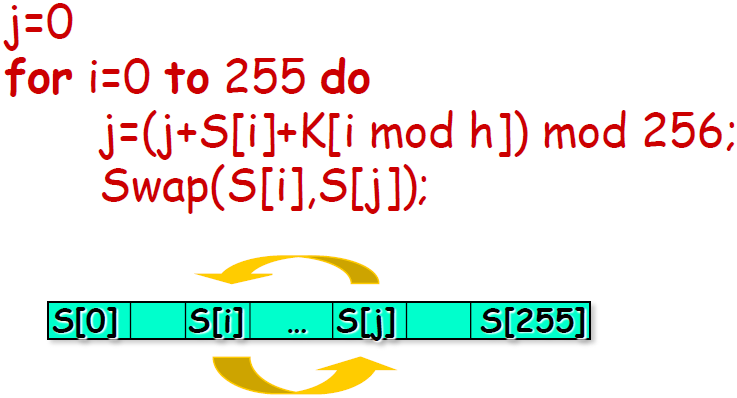 j=0
for i=0 to 255 do
j=(j+S[i]+K[i mod h]) mod 256;
Swap(S[i],S[j]);
S[0] S[i] ... S[j] S[255]